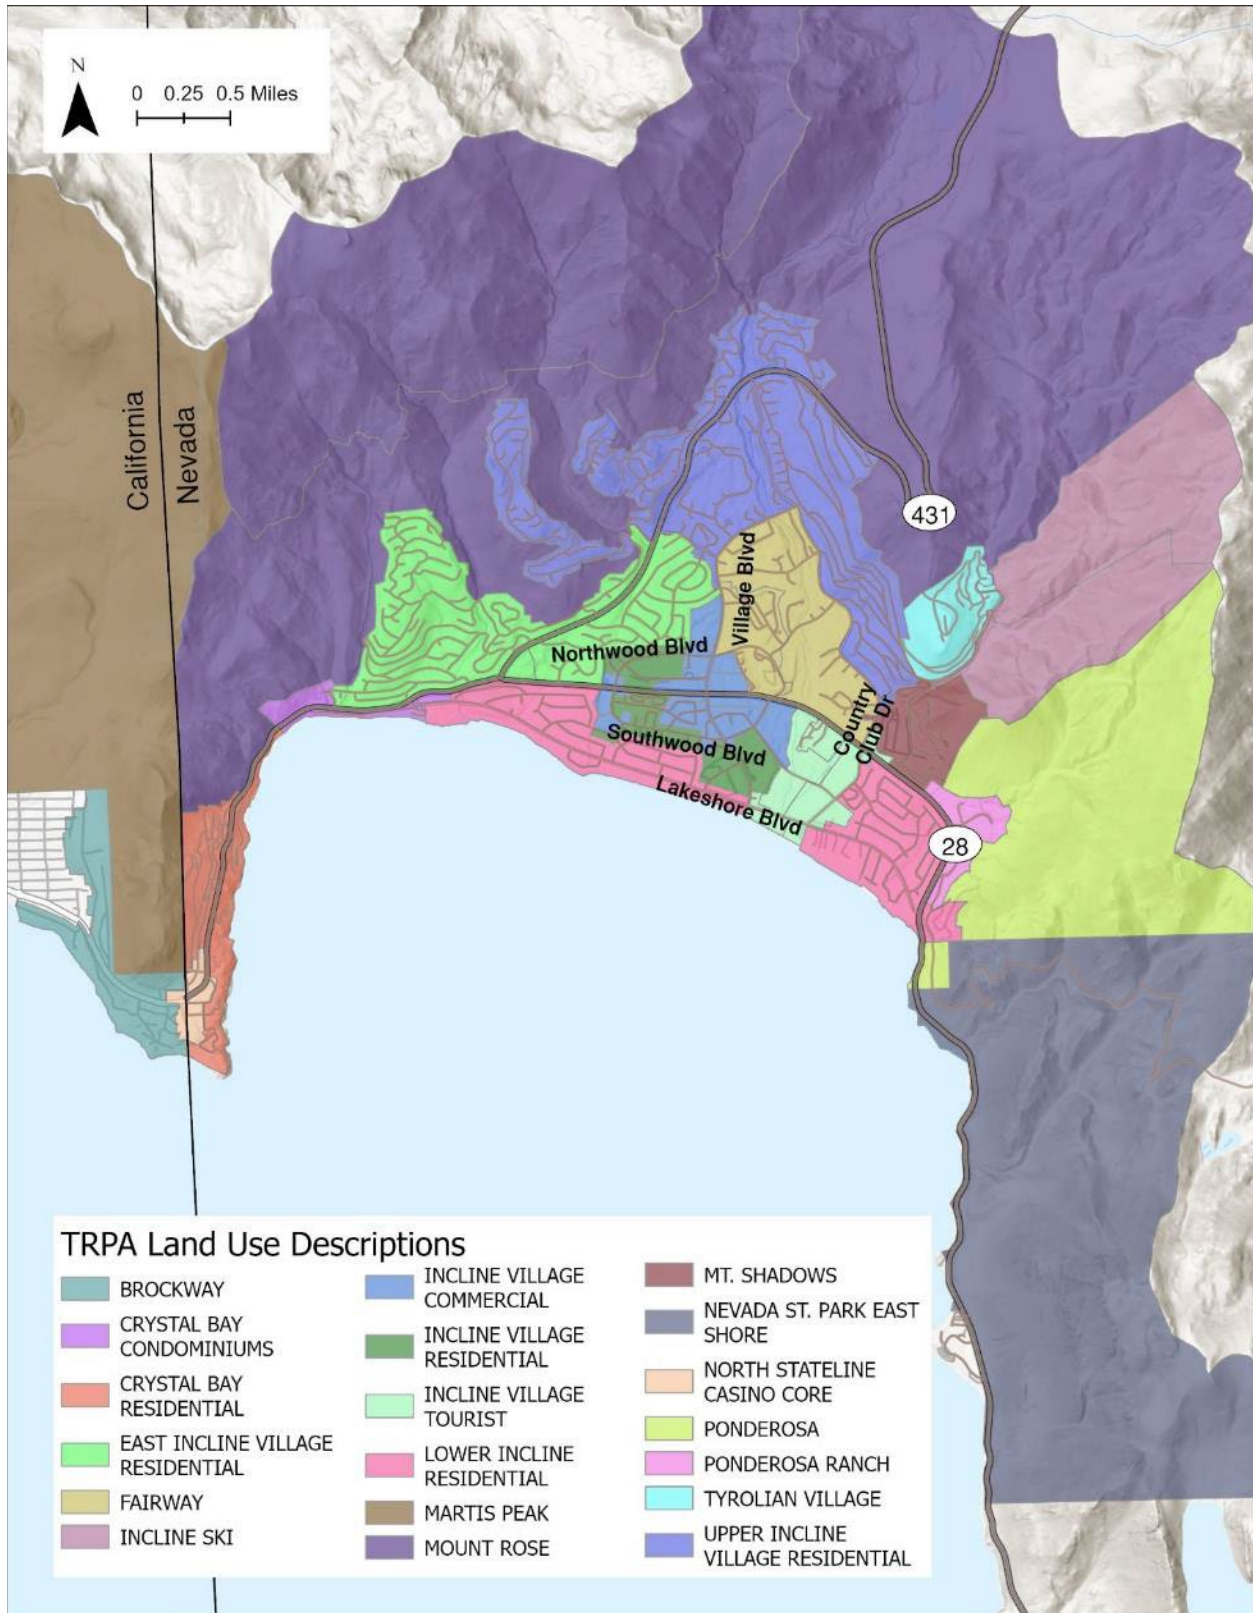 N
0 0.25 0.5 Miles
California
Nevada
431
Village Blvd
Northwood Blvd
Country
Club Dr
Southwood Blvd
Lakeshore Blvd
28
TRPA Land Use Descriptions
BROCKWAY
CRYSTAL BAY
CONDOMINIUMS
CRYSTAL BAY
RESIDENTIAL
EAST INCLINE VILLAGE
RESIDENTIAL
FAIRWAY
INCLINE SKI
INCLINE VILLAGE
COMMERCIAL
INCLINE VILLAGE
RESIDENTIAL
INCLINE VILLAGE
TOURIST
LOWER INCLINE
RESIDENTIAL
MARTIS PEAK
MOUNT ROSE
MT. SHADOWS
NEVADA ST. PARK EAST
SHORE
NORTH STATELINE
CASINO CORE
PONDEROSA
PONDEROSA RANCH
TYROLIAN VILLAGE
UPPER INCLINE
VILLAGE RESIDENTIAL